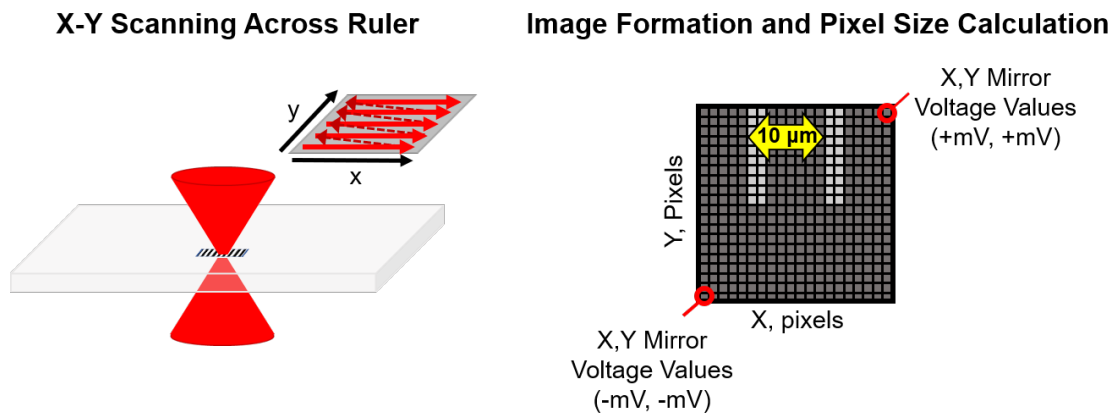 X-Y Scanning Across Ruler
y
x
Image Formation and Pixel Size Calculation
X,Y Mirror
Voltage Values
(+mV, +mV)
10 µm
Y, Pixels
X, pixels
X,Y Mirror
Voltage Values
(-mV, -mV)